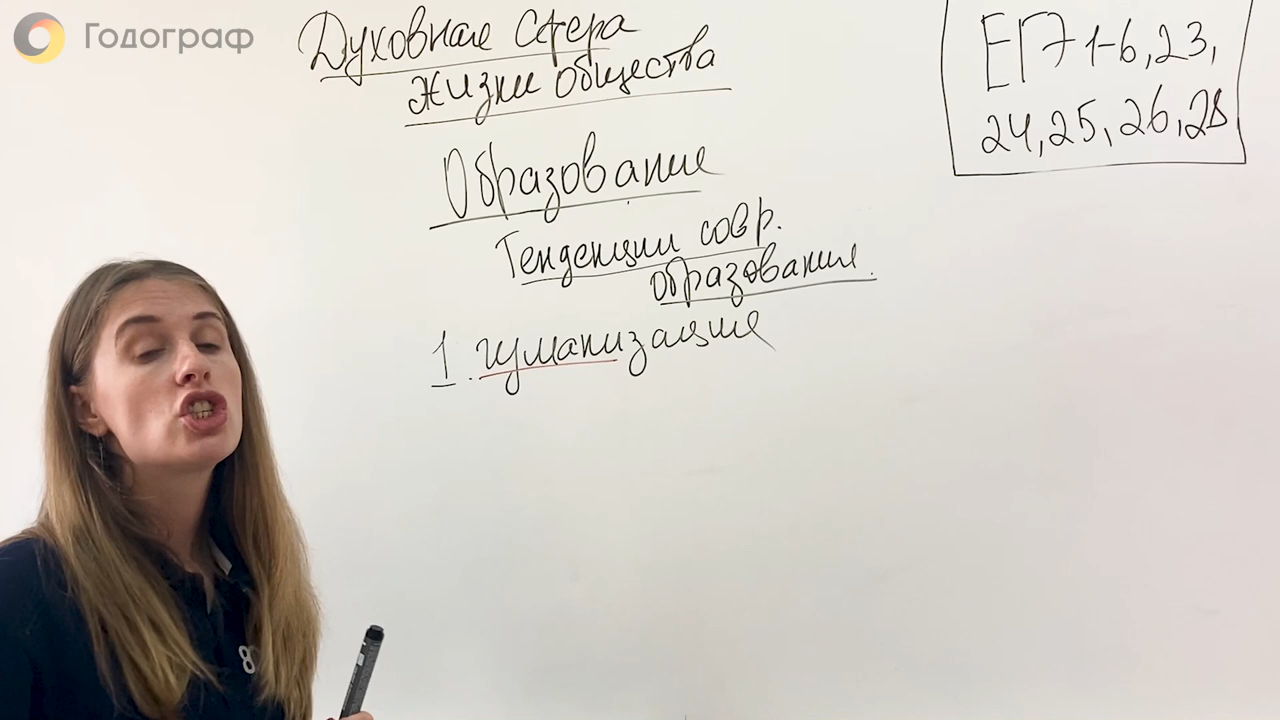 Годограф
Духовная сфера
жизни общества
Образование
Тенденции совр.
образования.
1. гуманизация
ЕГЭ 1-6, 23,
24, 25, 26, 28
8